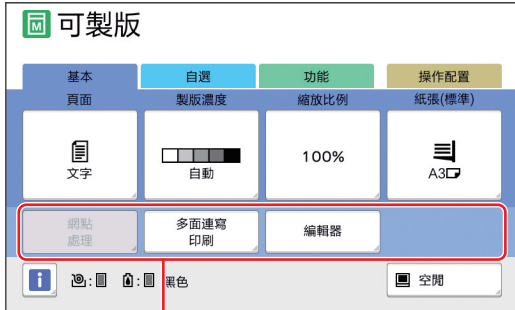 M 可製版
基本 自選 功能 操作配置
頁面 製版濃度 縮放比例 紙張(標準)
文字 自動 100% A3
網點
處理
多面連寫
印刷
編輯器
i : : 黑色 空閒